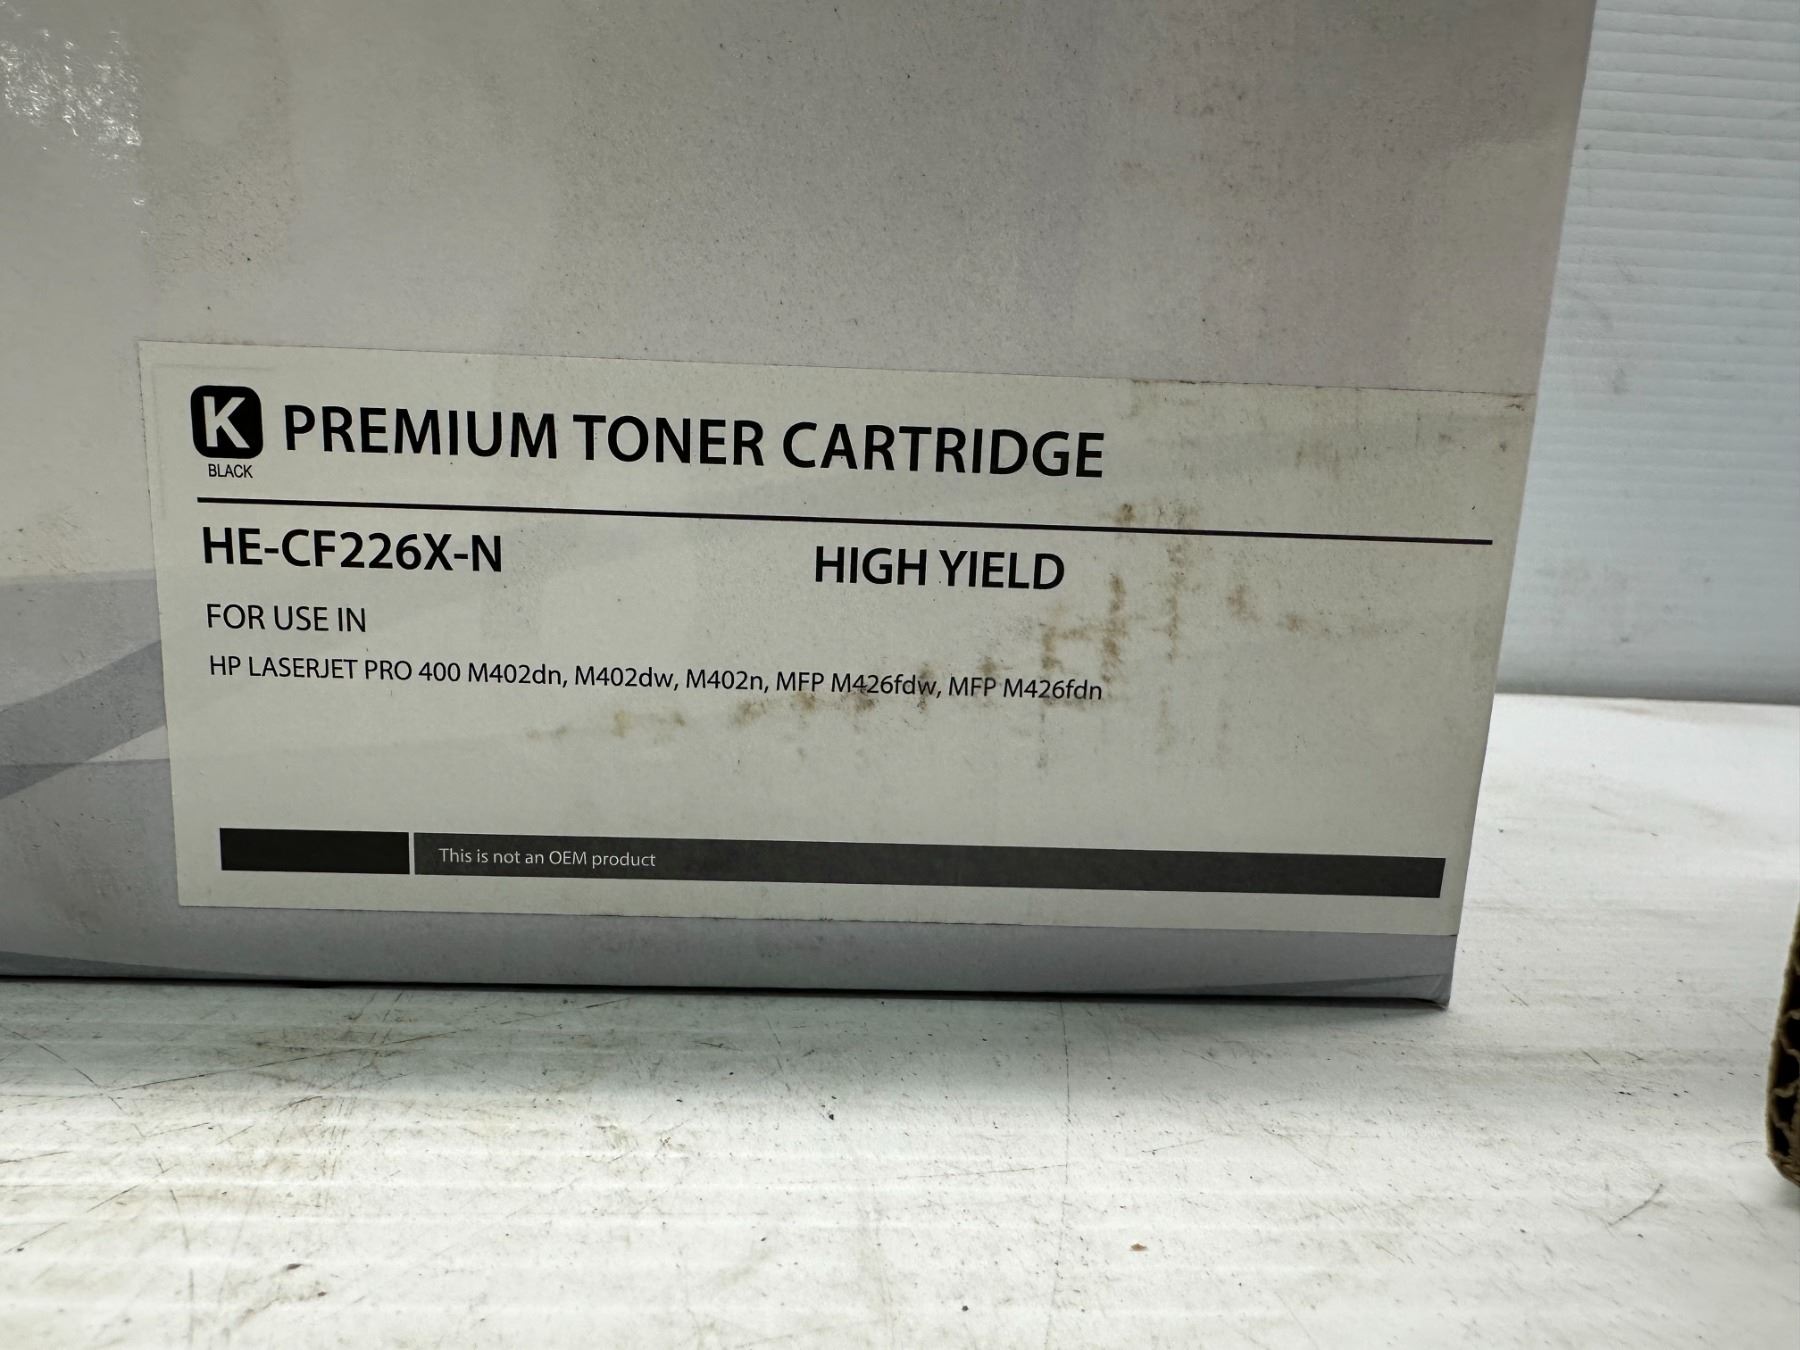 K PREMIUM TONER CARTRIDGE
BLACK
HE-CF226X-N HIGH YIELD
FOR USE IN
HP LASERJET PRO 400 M402dn, M402dw, M402n, MFP M426fdw, MFP M426fdn
This is not an OEM product